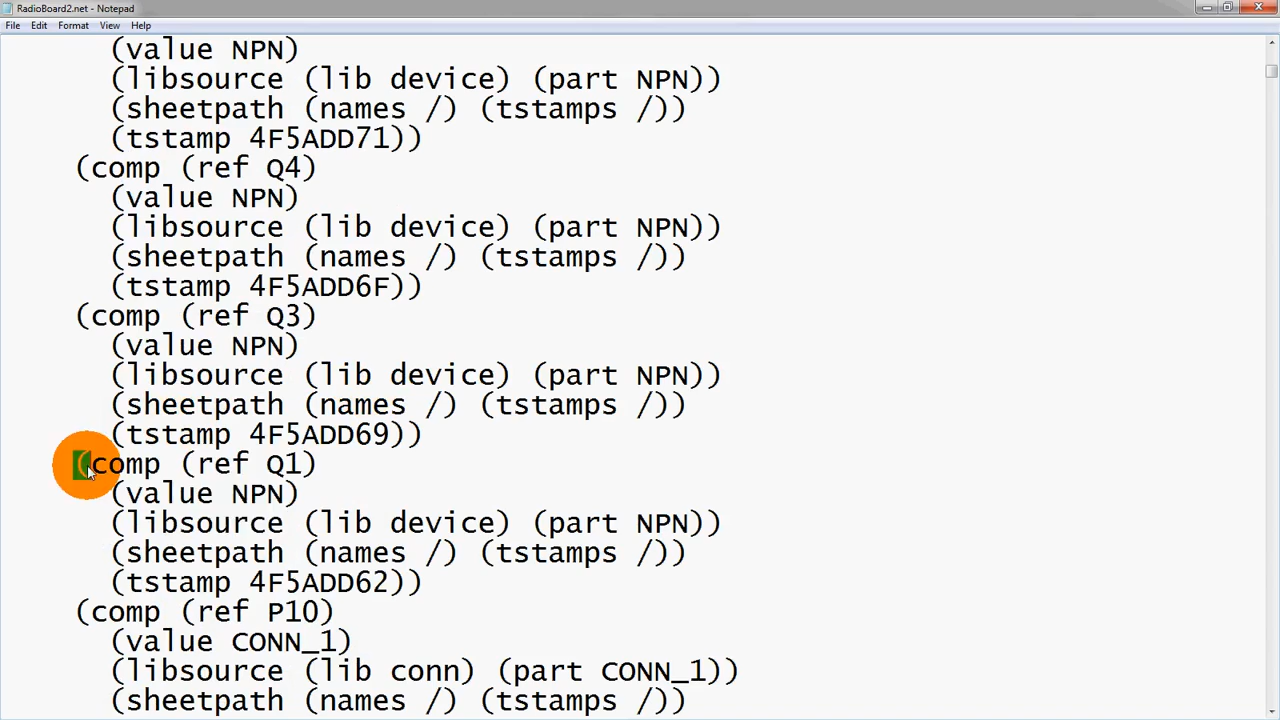 RadioBoard2.net - Notepad
File Edit Format View Help
(value NPN)
(libsource (lib device) (part NPN))
(sheetpath (names /) (tstamps /))
(tstamp 4F5ADD71))
(comp (ref Q4)
(value NPN)
(libsource (lib device) (part NPN))
(sheetpath (names /) (tstamps /))
(tstamp 4F5ADD6F))
(comp (ref Q3)
(value NPN)
(libsource (lib device) (part NPN))
(sheetpath (names /) (tstamps /))
(tstamp 4F5ADD69))
(comp (ref Q1)
(value NPN)
(libsource (lib device) (part NPN))
(sheetpath (names /) (tstamps /))
(tstamp 4F5ADD62))
(comp (ref P10)
(value CONN_1)
(libsource (lib conn) (part CONN_1))
(sheetpath (names /) (tstamps /))